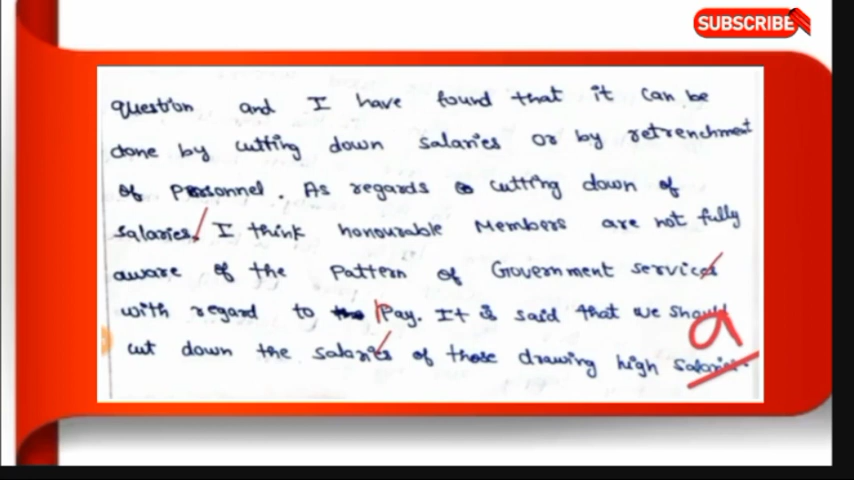 SUBSCRIBE
question and I have found that it can be
done by cutting down salaries or by retrenchment
of Personnel. As regards cutting down of
salaries. I think honourable Members are not fully
aware of the Pattern of Government services
with regard to Pay. It is said that we should
cut down the salaries of those drawing high salaries.
9